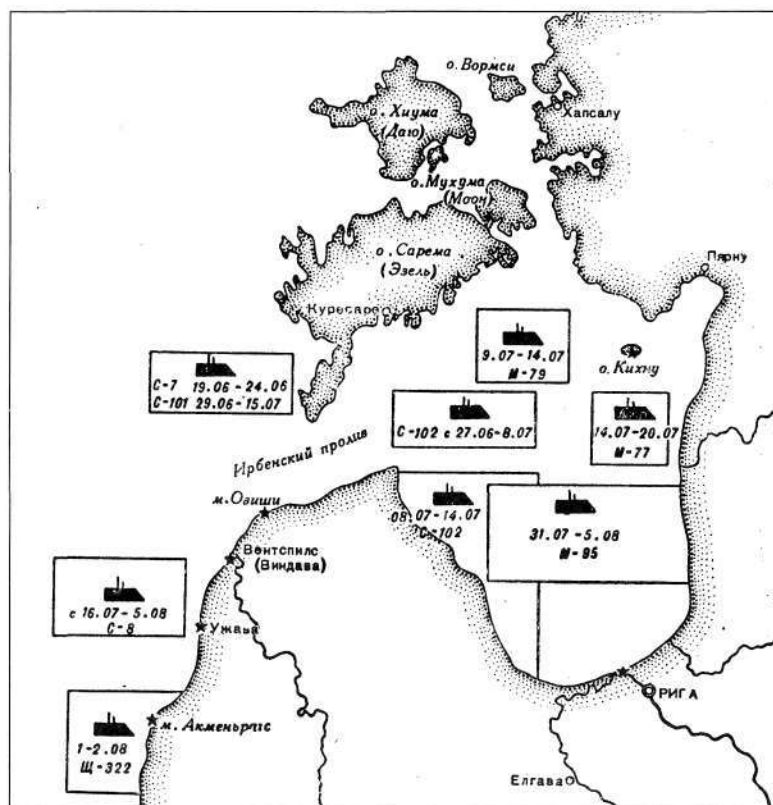 о. Вормси
о. Хиума
(Даго)
Хапсалу
о. Мухума
(Моон)
о. Сарема
(Эзель)
Пярну
Куресаре
9.07-14.07
М-79
о. Кихну
С-7 19.06-24.06
С-101 29.06-15.07
С-102 с 27.06-8.07
14.07-20.07
М-77
Ирбенский пролив
м. Овиши
08.07-14.07
С-102
31.07-5.08
М-95
Вентспилс
(Виндава)
с 16.07-5.08
С-8
Ужава
РИГА
м. Акменьрагс
1-2.08
Щ-322
Елгава